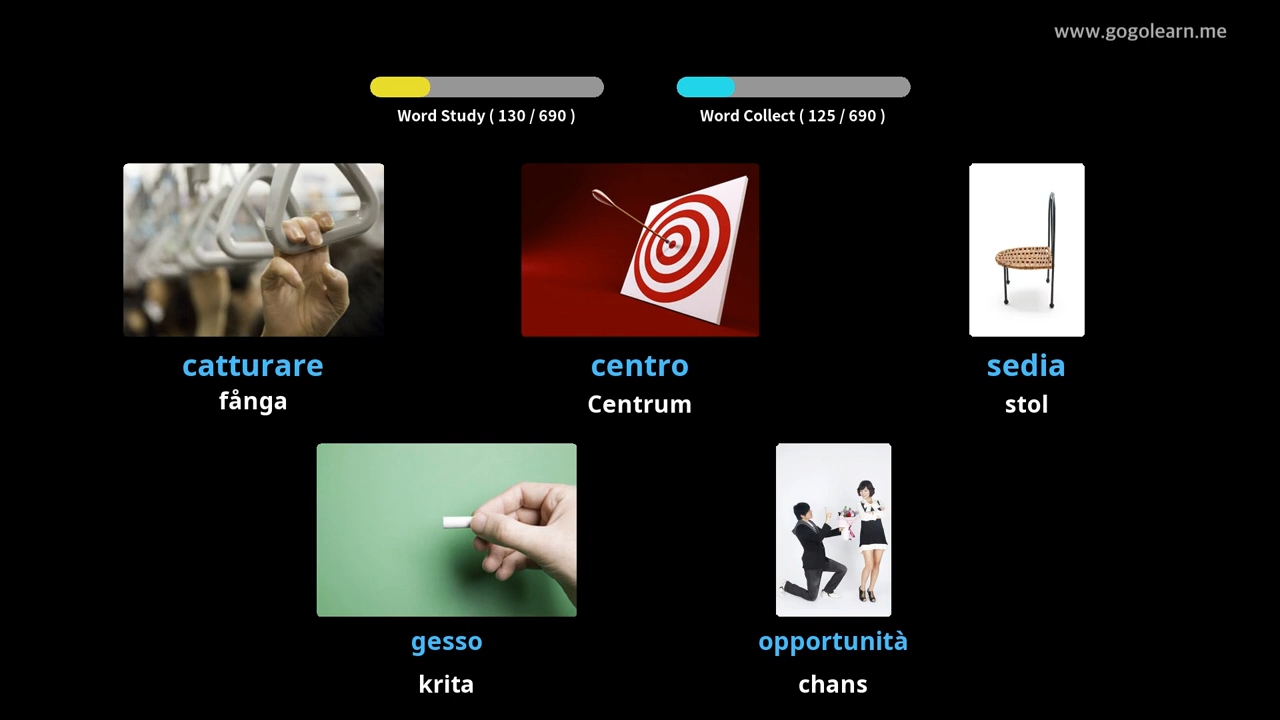 www.gogolearn.me
Word Study ( 130 / 690 )
Word Collect ( 125 / 690 )
catturare
fånga
centro
Centrum
sedia
stol
gesso
krita
opportunità
chans